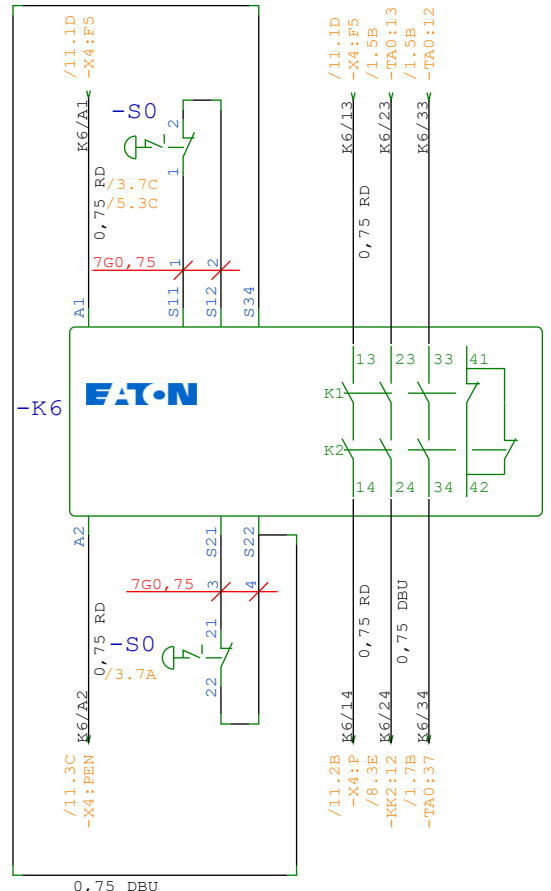 /11.1D
-X4:F5
/11.1D
-X4:F5
/1.5B
-TA0:13
/1.5B
-TA0:12
K6/A1
-S0
2
1
K6/13
K6/23
K6/33
/3.7C
/5.3C
0,75 RD
0,75 RD
7G0,75
1
2
A1
S11
S12
S34
-K6
EATON
13
23
33
41
K1
K2
14
24
34
42
A2
S21
S22
7G0,75
3
4
21
-S0
/3.7A
22
0,75 RD
0,75 RD
0,75 DBU
K6/A2
K6/14
K6/24
K6/34
/11.3C
-X4:PEN
/11.2B
-X4:P
/8.3E
-KK2:12
/1.7B
-TA0:37
0,75 DBU